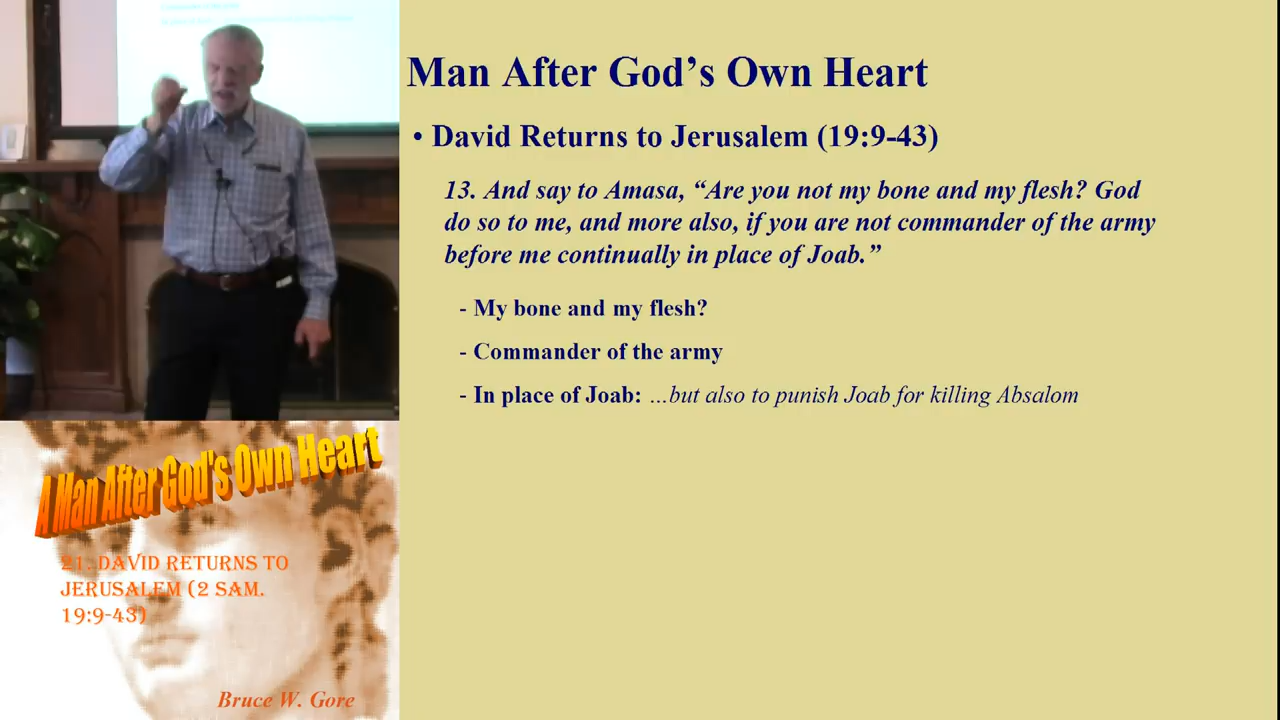 Man After God's Own Heart
• David Returns to Jerusalem (19:9-43)
13. And say to Amasa, “Are you not my bone and my flesh? God
do so to me, and more also, if you are not commander of the army
before me continually in place of Joab.”
- My bone and my flesh?
- Commander of the army
- In place of Joab: …but also to punish Joab for killing Absalom
A Man After God's Own Heart
21. DAVID RETURNS TO
JERUSALEM (2 SAM.
19:9-43)
Bruce W. Gore